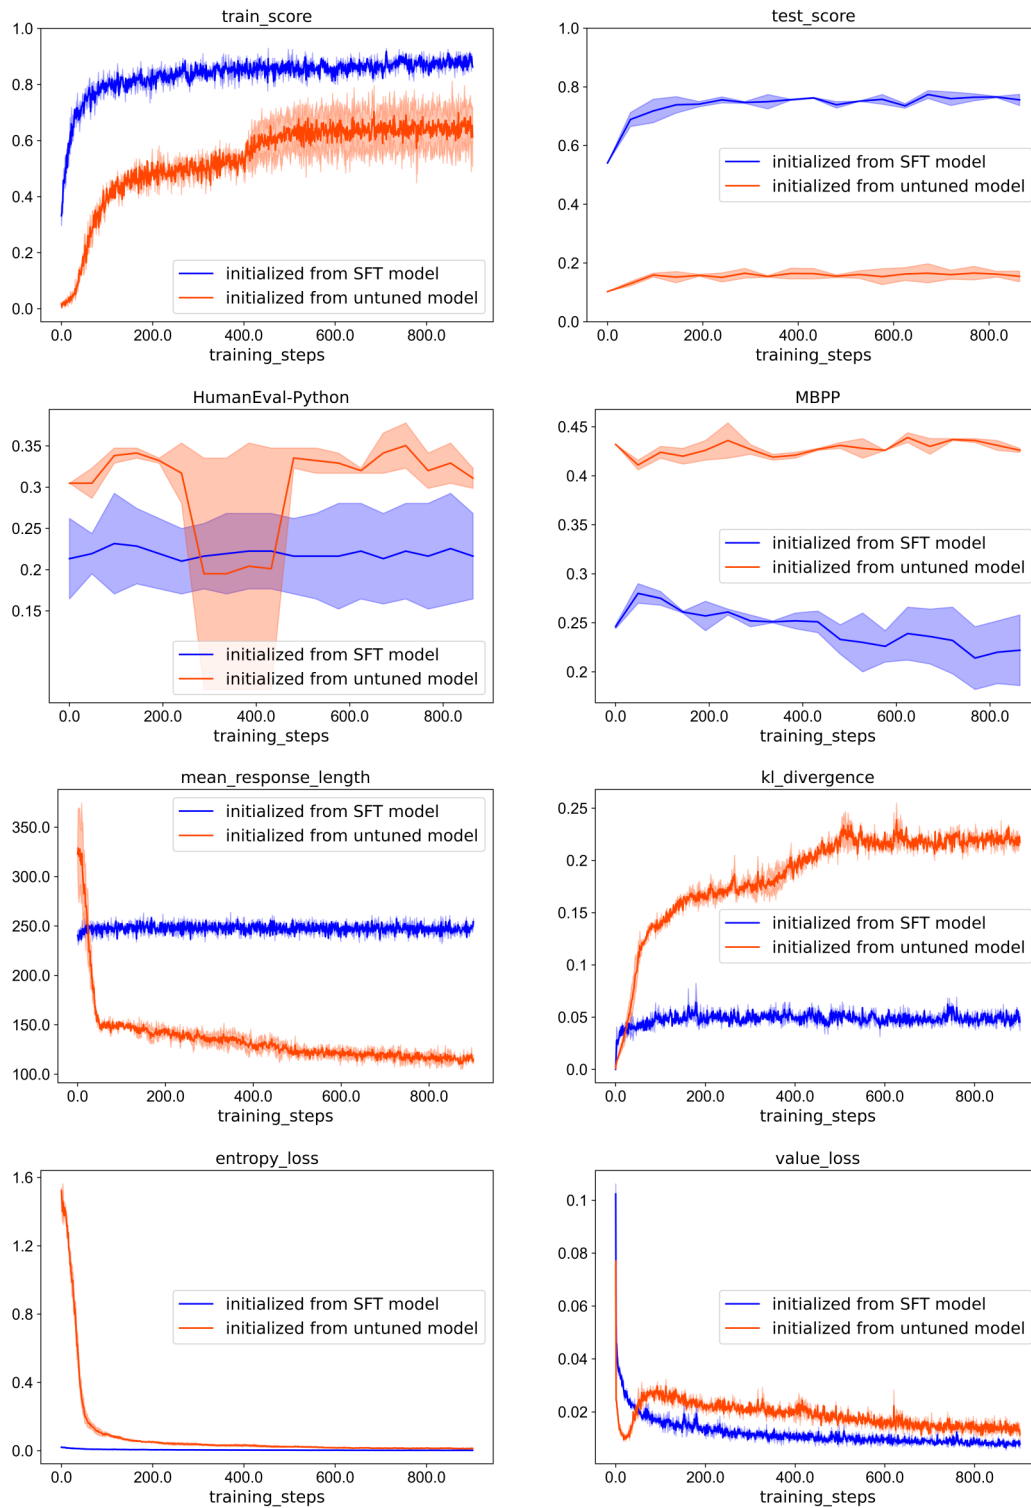 train_score
1.0
0.8
0.6
0.4
0.2
0.0
initialized from SFT model
initialized from untuned model
0.0 200.0 400.0 600.0 800.0
training_steps
test_score
1.0
0.8
0.6
0.4
0.2
0.0
initialized from SFT model
initialized from untuned model
0.0 200.0 400.0 600.0 800.0
training_steps
HumanEval-Python
0.35
0.3
0.25
0.2
0.15
initialized from SFT model
initialized from untuned model
0.0 200.0 400.0 600.0 800.0
training_steps
MBPP
0.45
0.4
0.35
0.3
0.25
0.2
initialized from SFT model
initialized from untuned model
0.0 200.0 400.0 600.0 800.0
training_steps
mean_response_length
350.0
300.0
250.0
200.0
150.0
100.0
initialized from SFT model
initialized from untuned model
0.0 200.0 400.0 600.0 800.0
training_steps
kl_divergence
0.25
0.2
0.15
0.1
0.05
0.0
initialized from SFT model
initialized from untuned model
0.0 200.0 400.0 600.0 800.0
training_steps
entropy_loss
1.6
1.2
0.8
0.4
0.0
initialized from SFT model
initialized from untuned model
0.0 200.0 400.0 600.0 800.0
training_steps
value_loss
0.1
0.08
0.06
0.04
0.02
initialized from SFT model
initialized from untuned model
0.0 200.0 400.0 600.0 800.0
training_steps